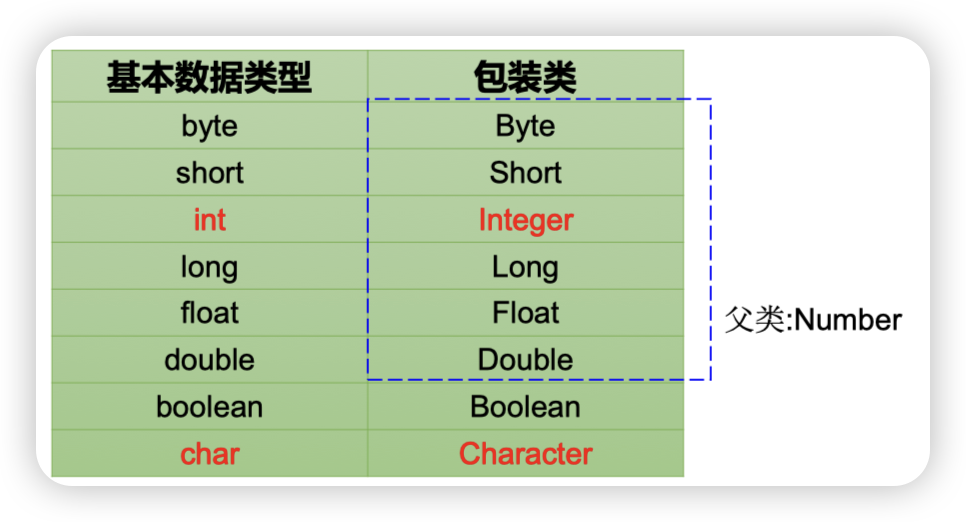 基本数据类型 包装类
byte Byte
short Short
int Integer
long Long
float Float
double Double
boolean Boolean
char Character
父类:Number